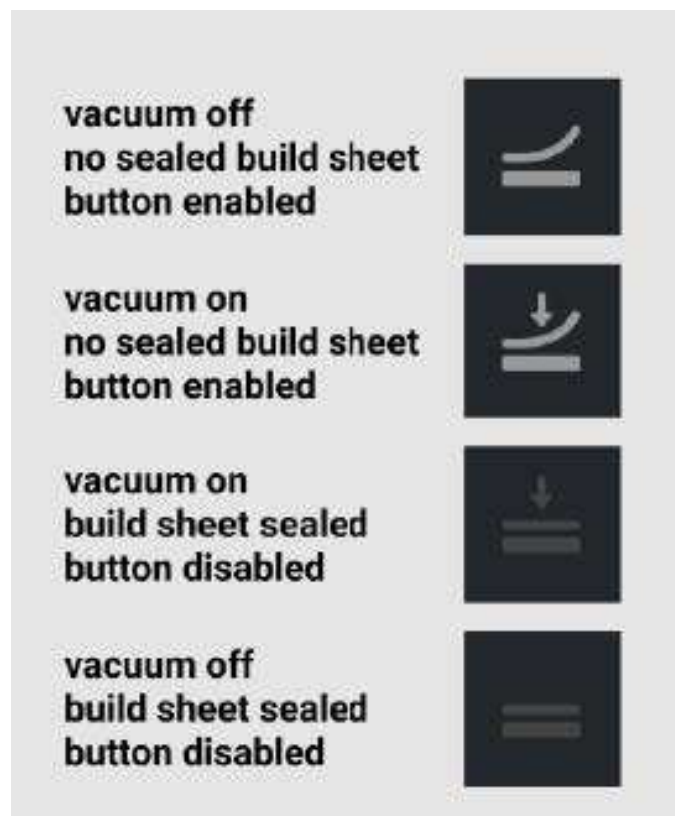 vacuum off
no sealed build sheet
button enabled
vacuum on
no sealed build sheet
button enabled
vacuum on
build sheet sealed
button disabled
vacuum off
build sheet sealed
button disabled